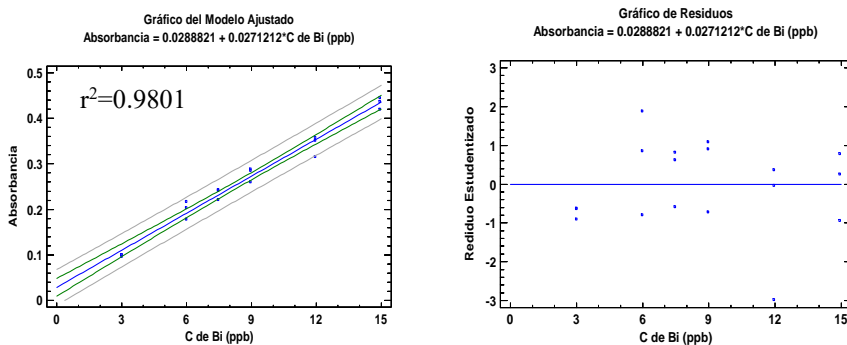 Gráfico del Modelo Ajustado
Absorbancia = 0.0288821 + 0.0271212*C de Bi (ppb)
r²=0.9801
0.5
0.4
0.3
0.2
0.1
0
Absorbancia
0 3 6 9 12 15
C de Bi (ppb)
Gráfico de Residuos
Absorbancia = 0.0288821 + 0.0271212*C de Bi (ppb)
3
2
1
0
-1
-2
-3
Rediduo Estudentizado
0 3 6 9 12 15
C de Bi (ppb)